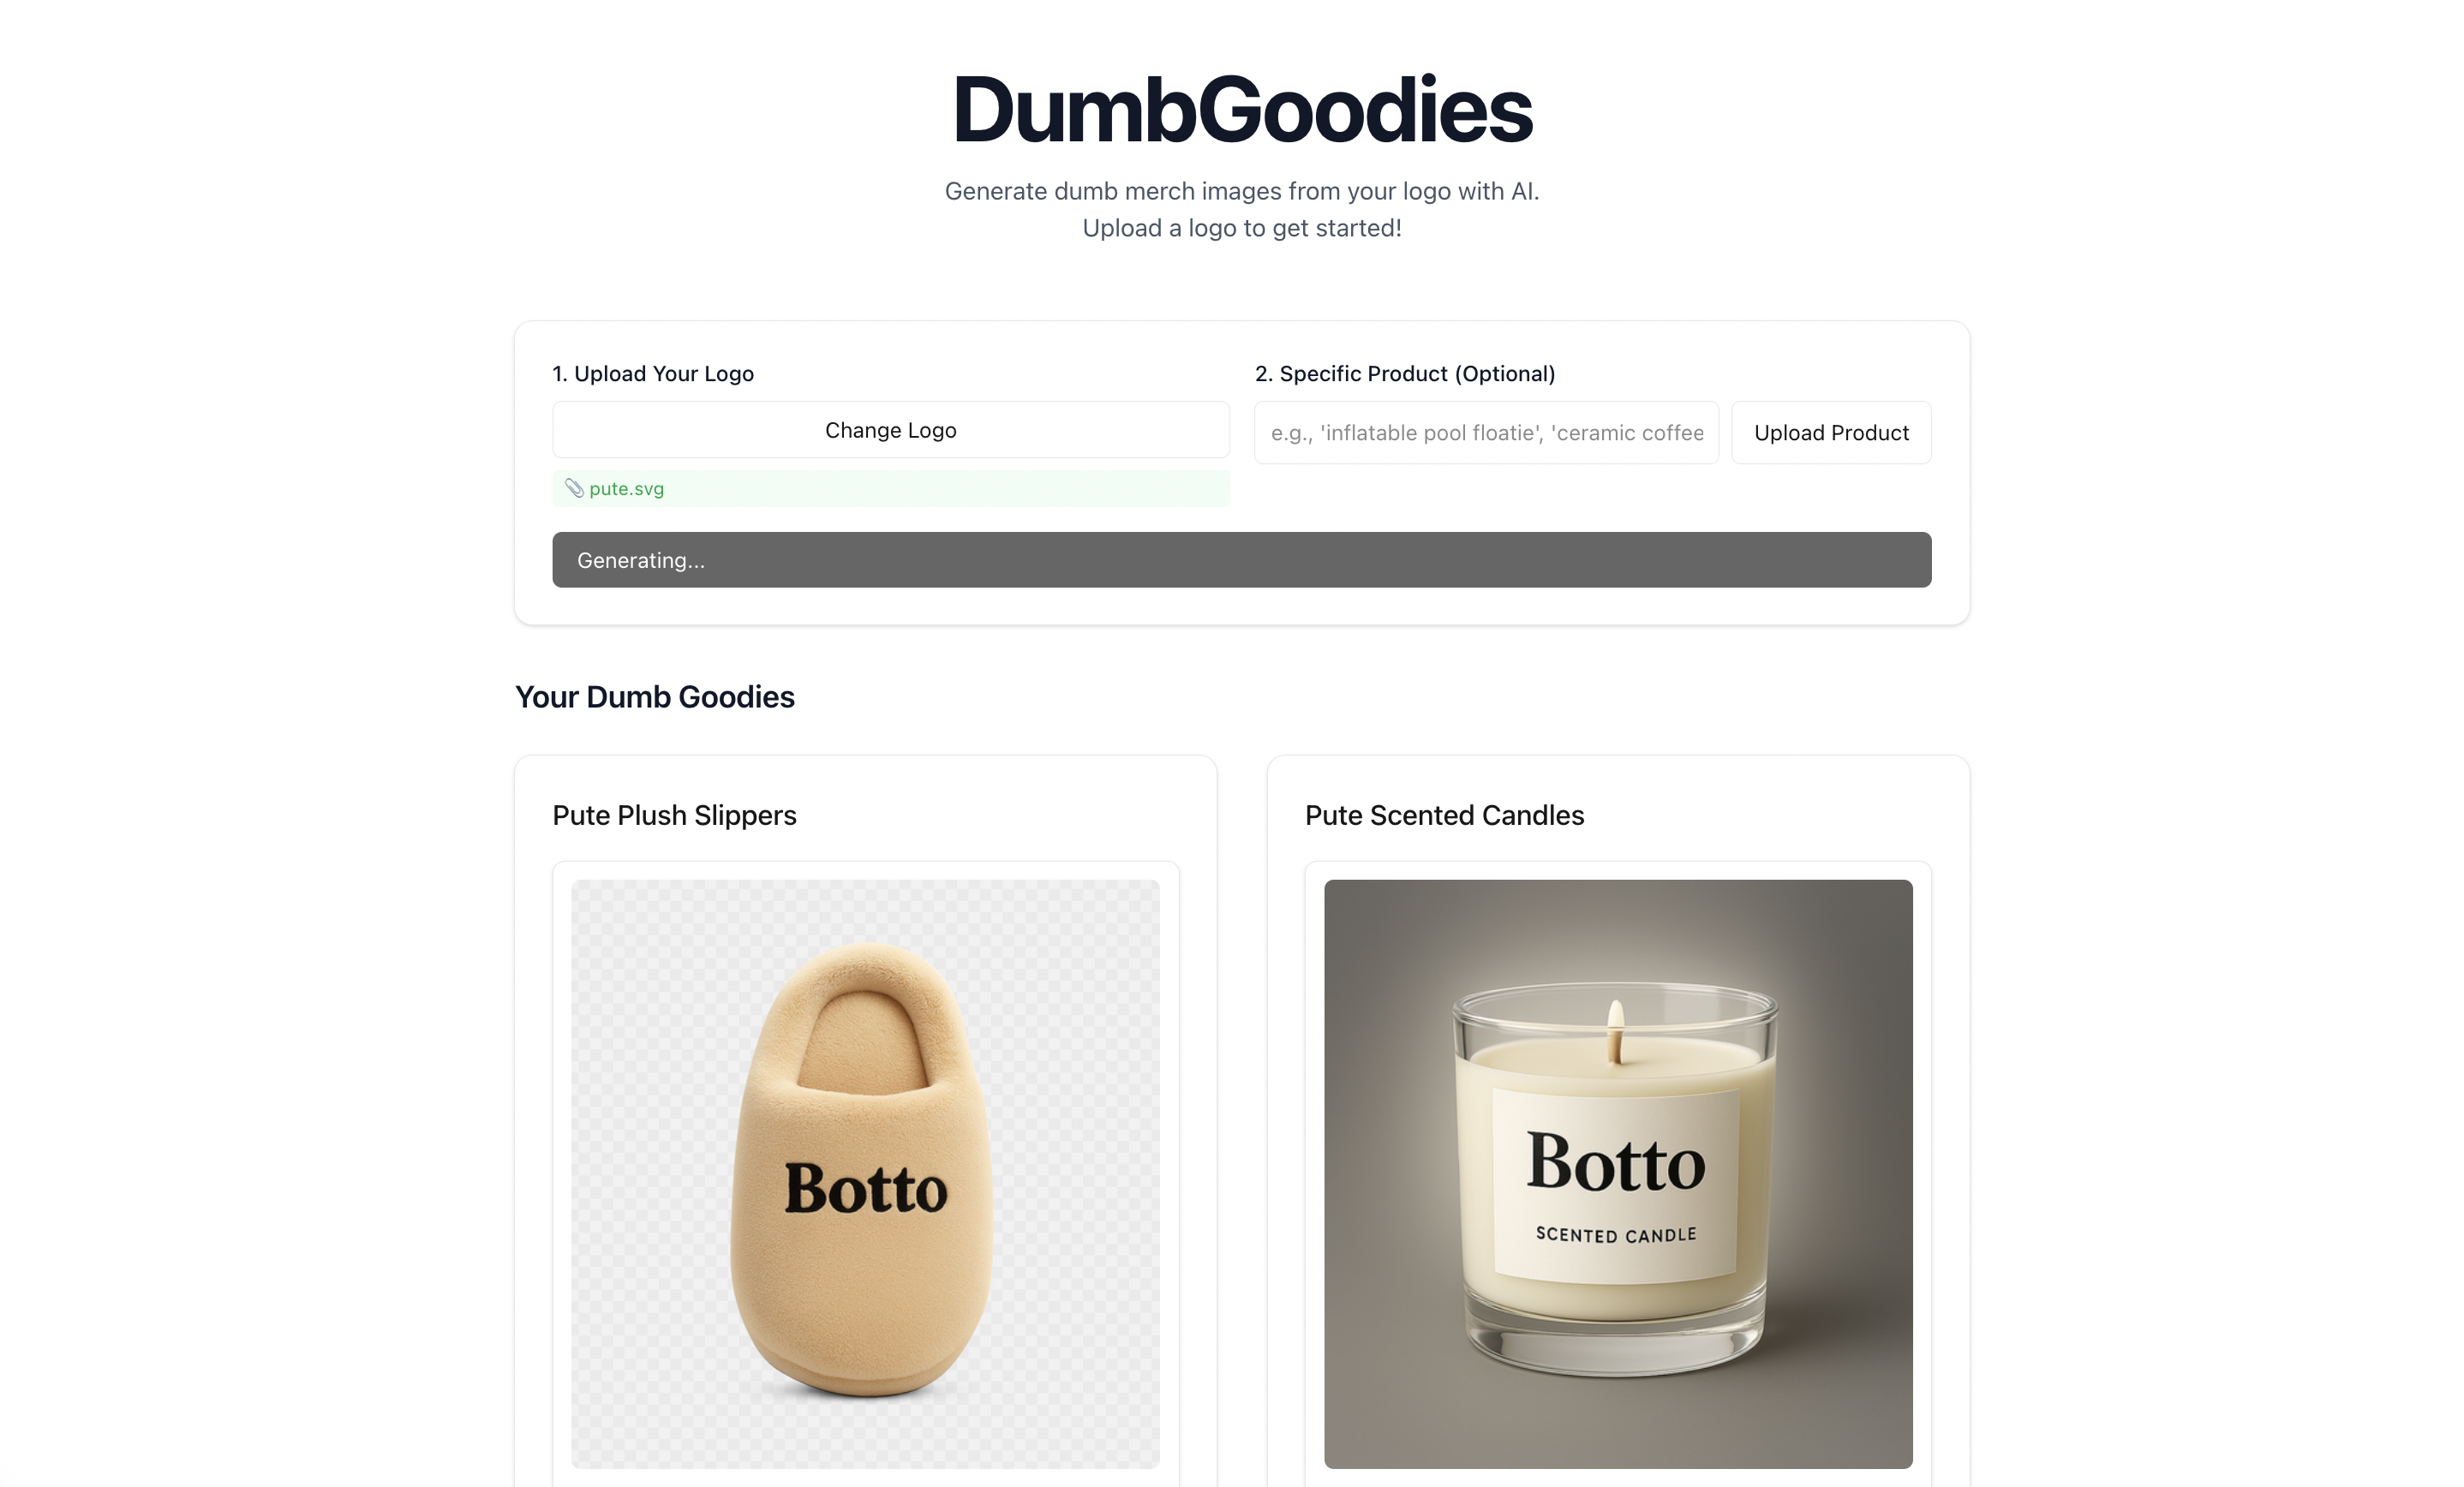 DumbGoodies
Generate dumb merch images from your logo with AI.
Upload a logo to get started!
1. Upload Your Logo
2. Specific Product (Optional)
Change Logo
e.g., 'inflatable pool floatie', 'ceramic coffee
Upload Product
pute.svg
Generating...
Your Dumb Goodies
Pute Plush Slippers
Pute Scented Candles
Botto
Botto
SCENTED CANDLE